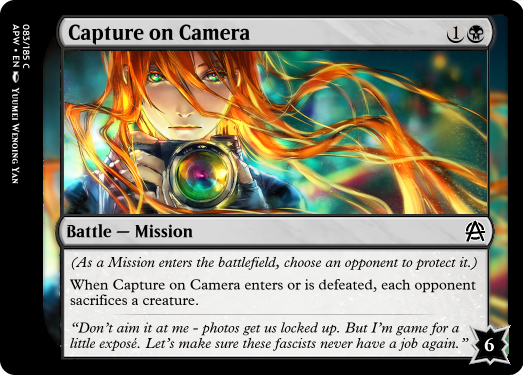 Capture on Camera
1
083/185 C
APW • EN Yuumei Wenqing Yan
Battle — Mission
(As a Mission enters the battlefield, choose an opponent to protect it.)
When Capture on Camera enters or is defeated, each opponent
sacrifices a creature.
“Don’t aim it at me - photos get us locked up. But I’m game for a
little exposé. Let’s make sure these fascists never have a job again.”
6